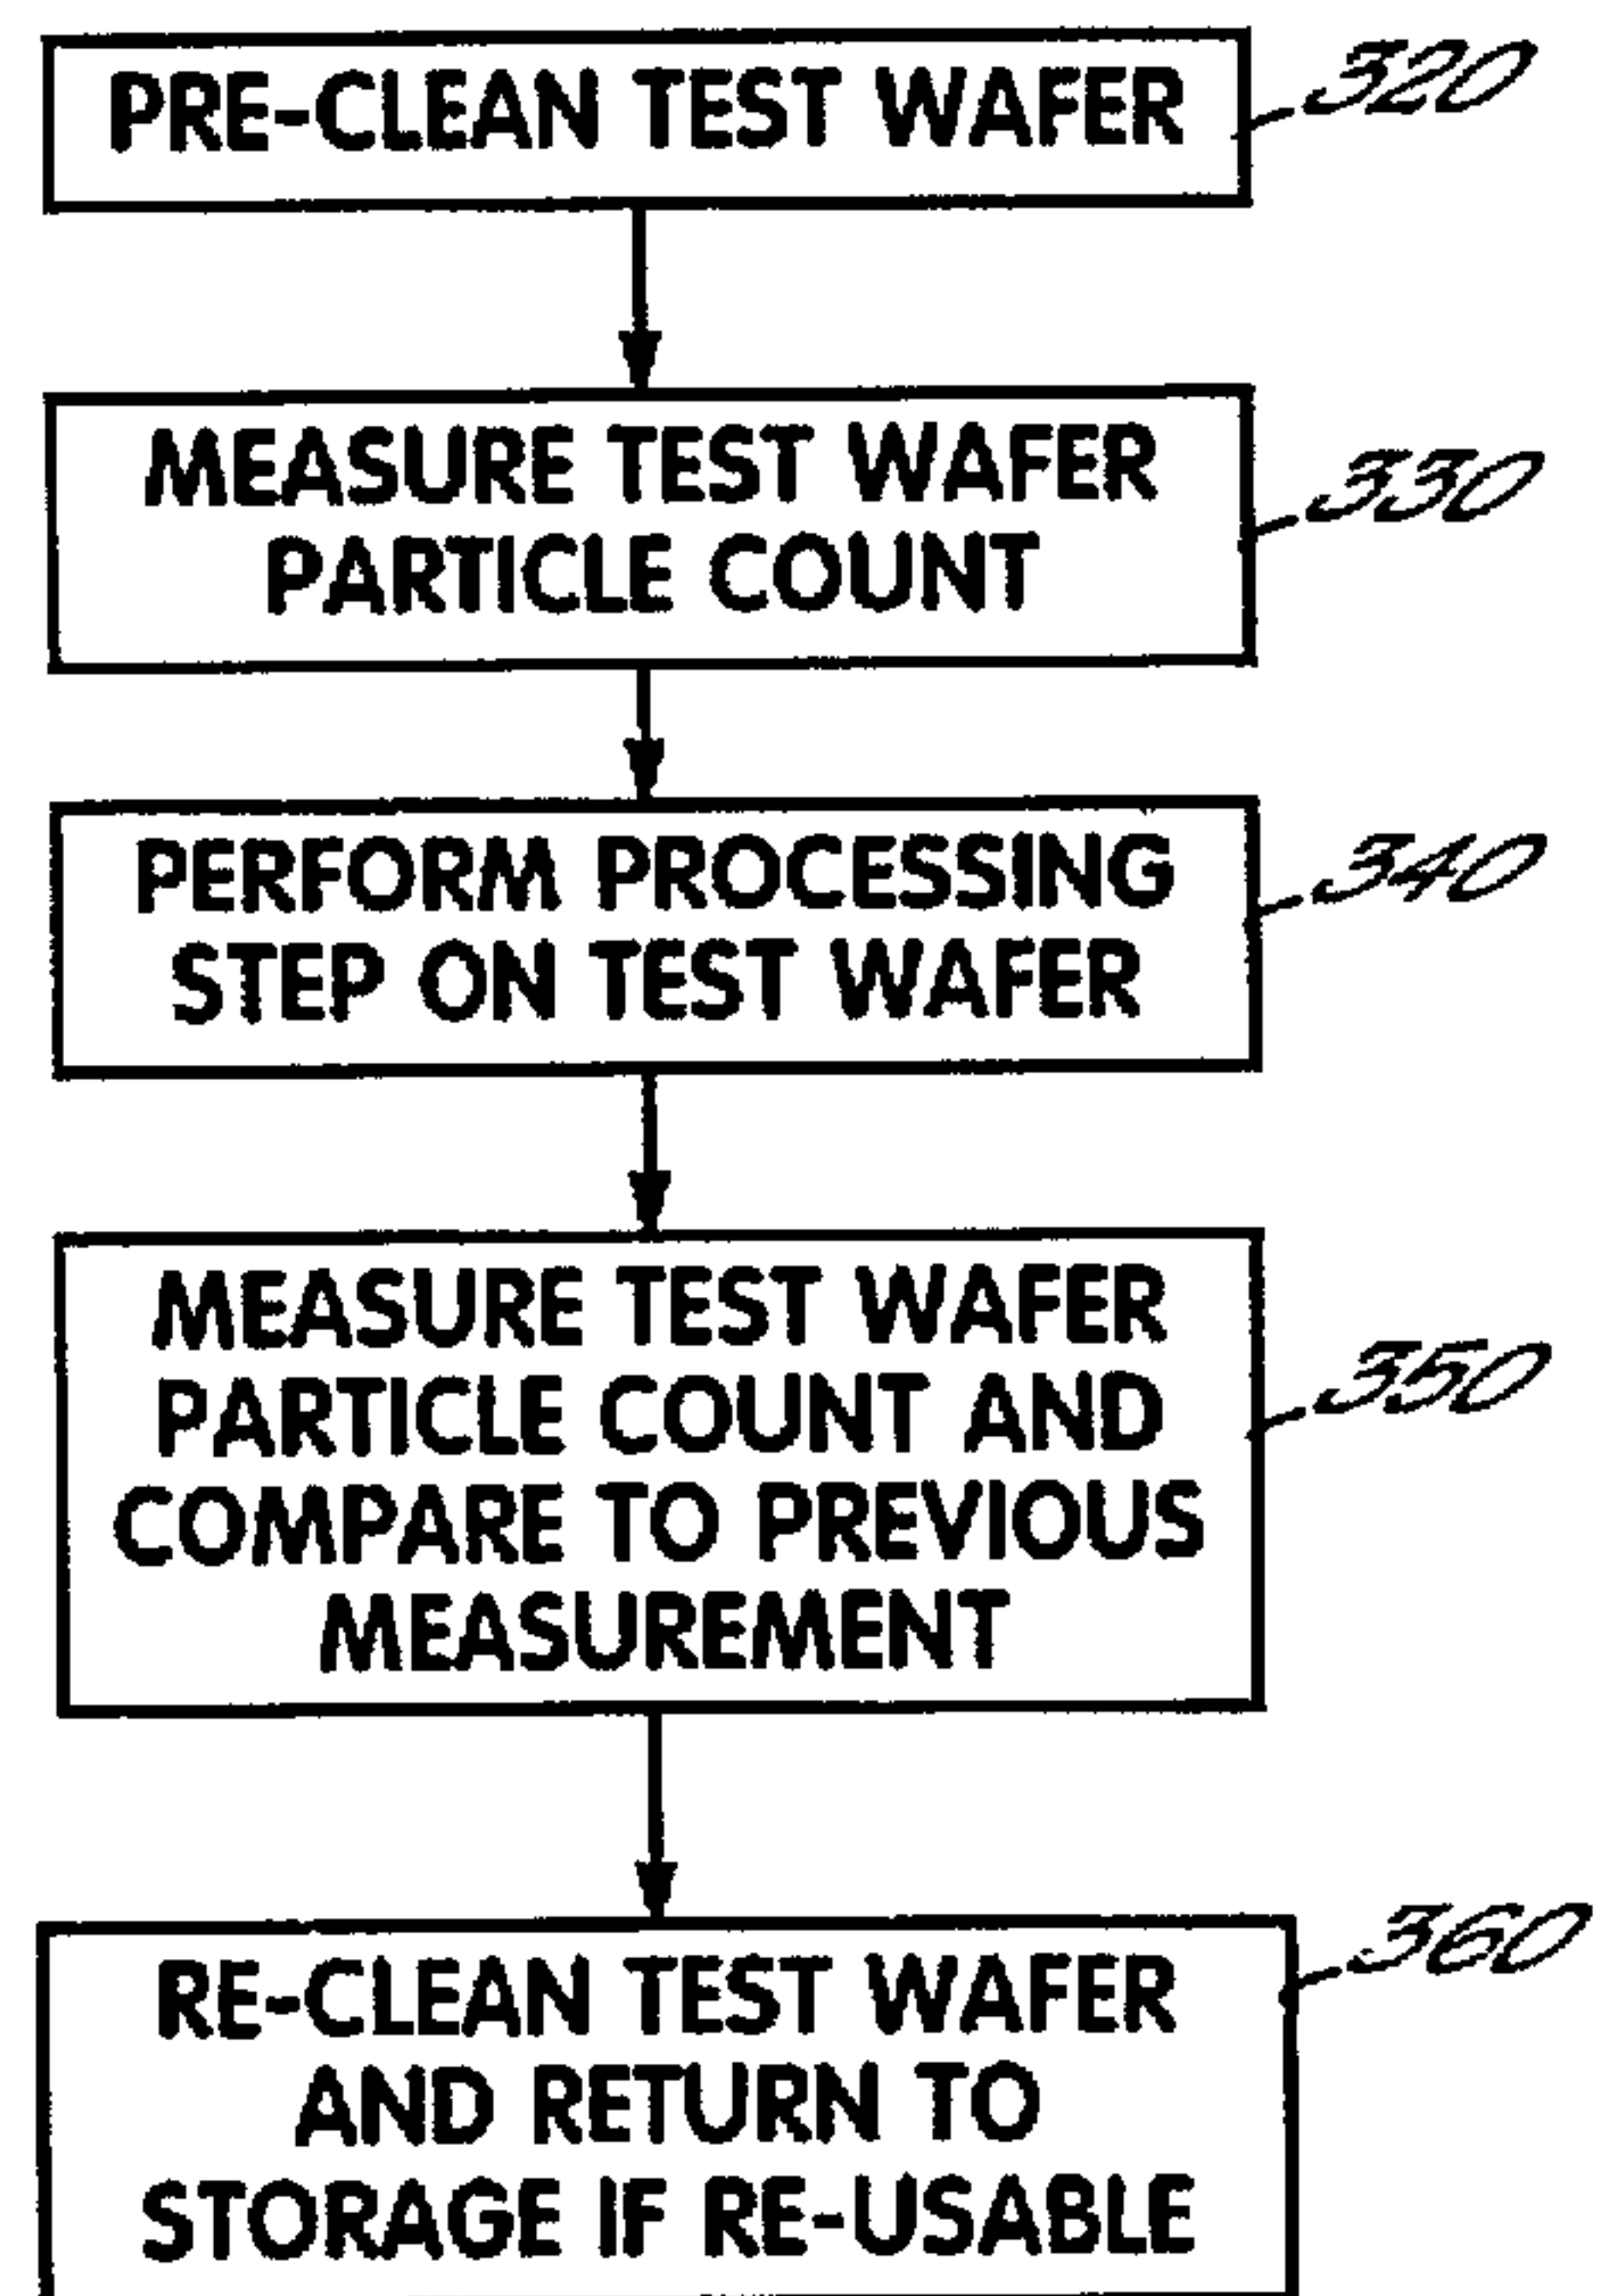 PRE-CLEAN TEST WAFER
320
MEASURE TEST WAFER
PARTICLE COUNT
330
PERFORM PROCESSING
STEP ON TEST WAFER
340
MEASURE TEST WAFER
PARTICLE COUNT AND
COMPARE TO PREVIOUS
MEASUREMENT
350
RE-CLEAN TEST WAFER
AND RETURN TO
STORAGE IF RE-USABLE
360